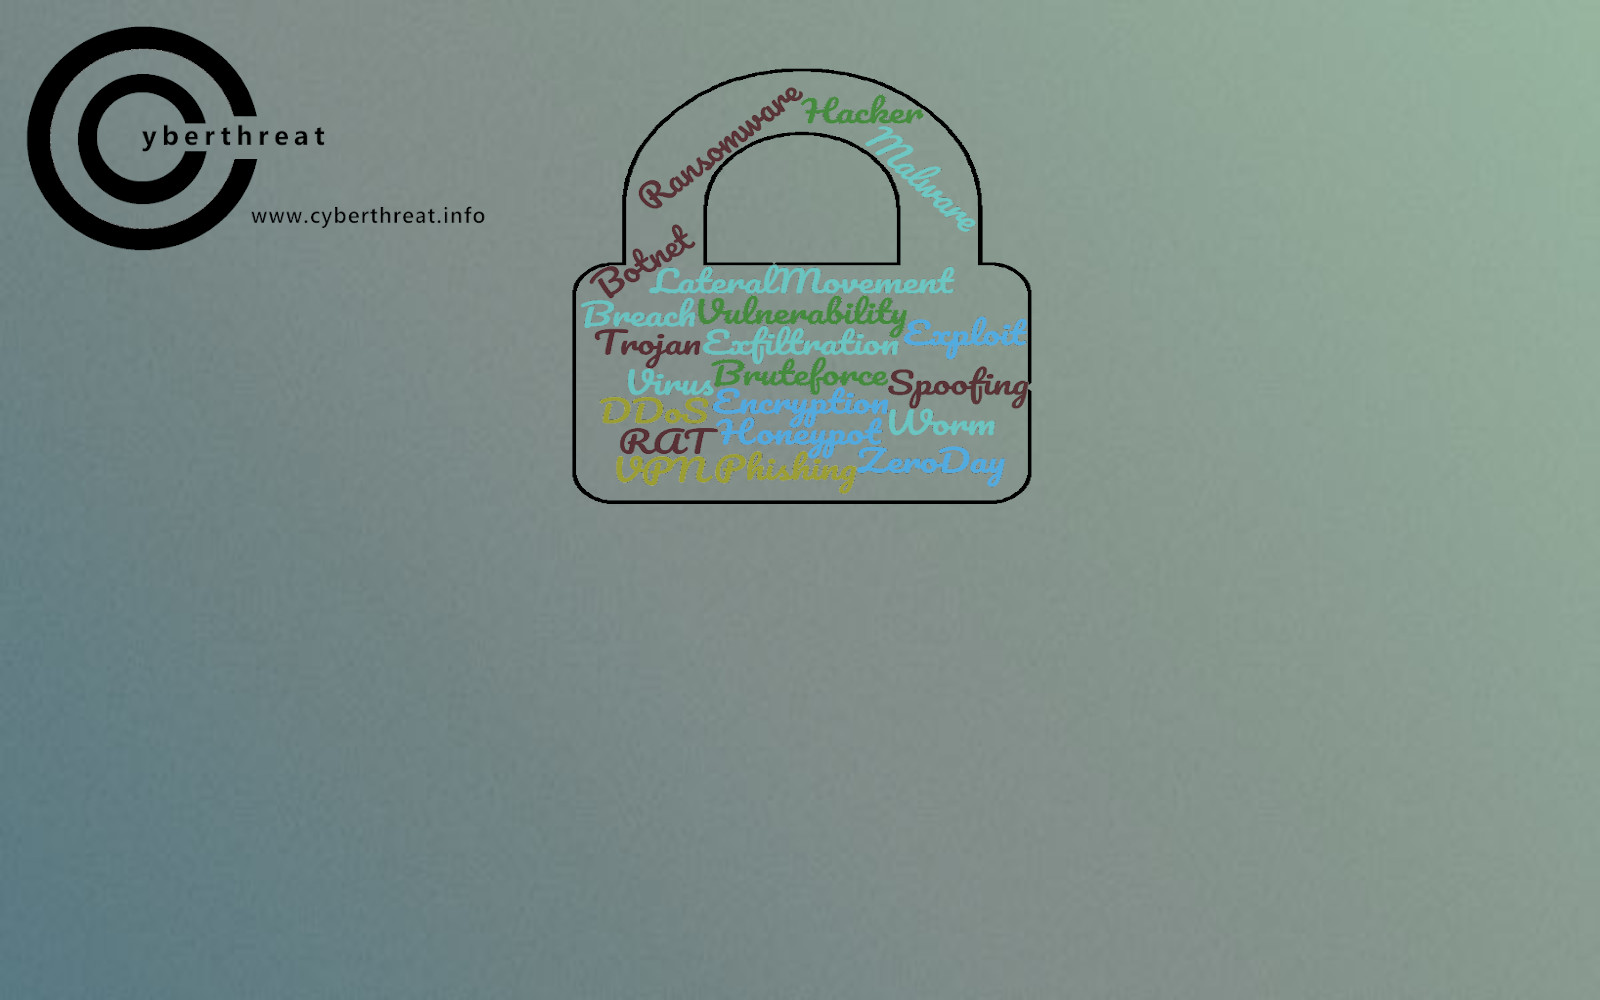 yberthreat
www.cyberthreat.info
Ransomware
Hacker
Malware
Botnet
LateralMovement
Breach
Vulnerability
Exploit
Trojan
Exfiltration
Virus
Bruteforce
Spoofing
DDoS
Encryption
Worm
RAT
Honeypot
VPN
Phishing
ZeroDay